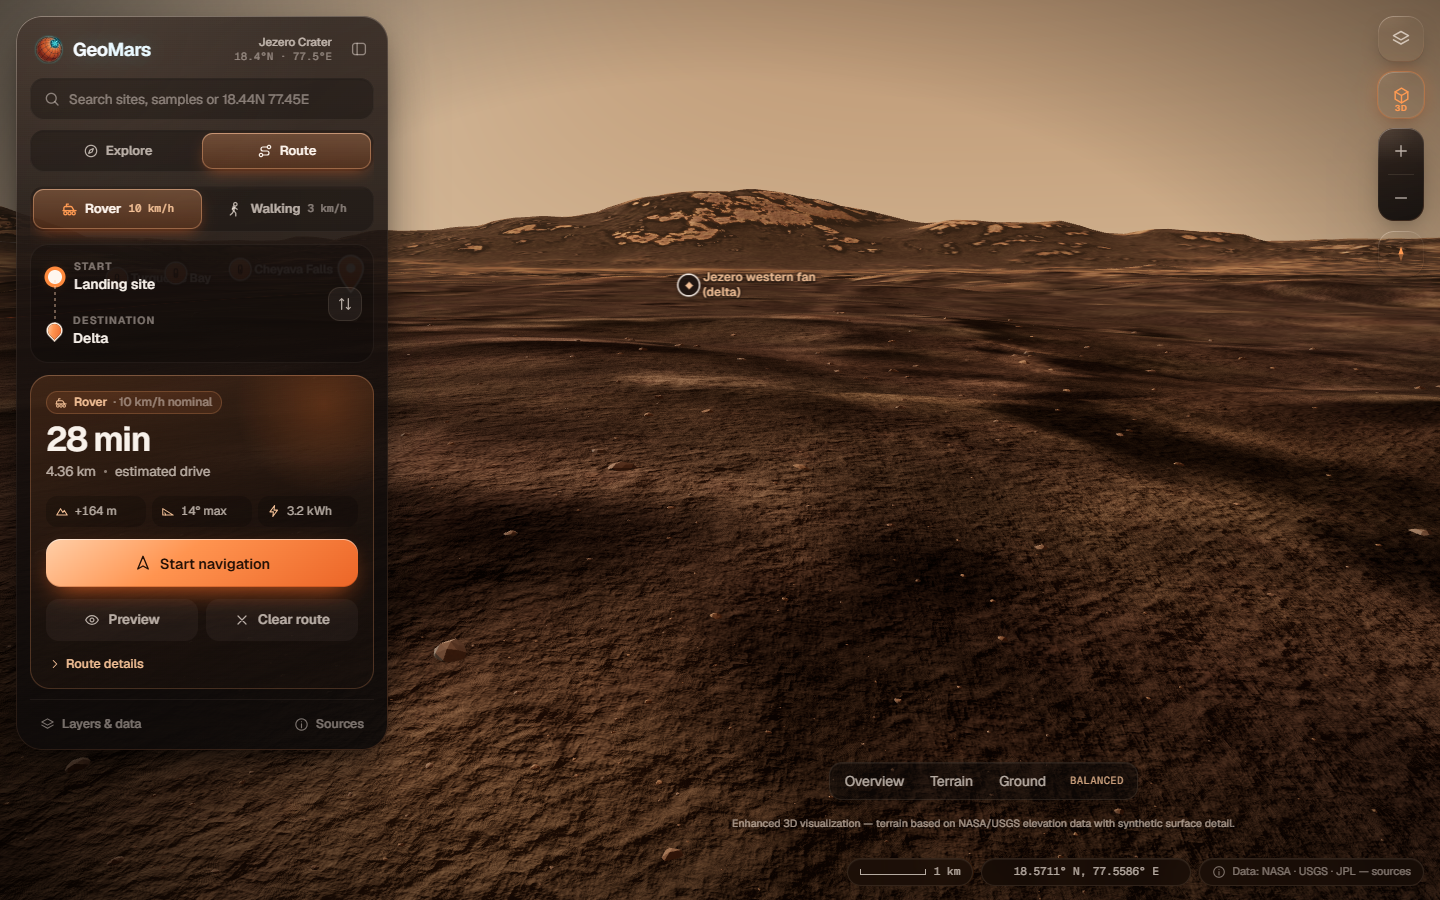 GeoMars
Jezero Crater
18.4°N · 77.5°E
Search sites, samples or 18.44N 77.45E
Explore
Route
Rover 10 km/h
Walking 3 km/h
START
Landing site
Bay
Cheyava Falls
DESTINATION
Delta
Rover · 10 km/h nominal
28 min
4.36 km • estimated drive
+164 m
14° max
3.2 kWh
Start navigation
Preview
Clear route
Route details
Layers & data
Sources
Jezero western fan
(delta)
3D
Overview
Terrain
Ground
BALANCED
Enhanced 3D visualization — terrain based on NASA/USGS elevation data with synthetic surface detail.
1 km
18.5711° N, 77.5586° E
Data: NASA · USGS · JPL — sources